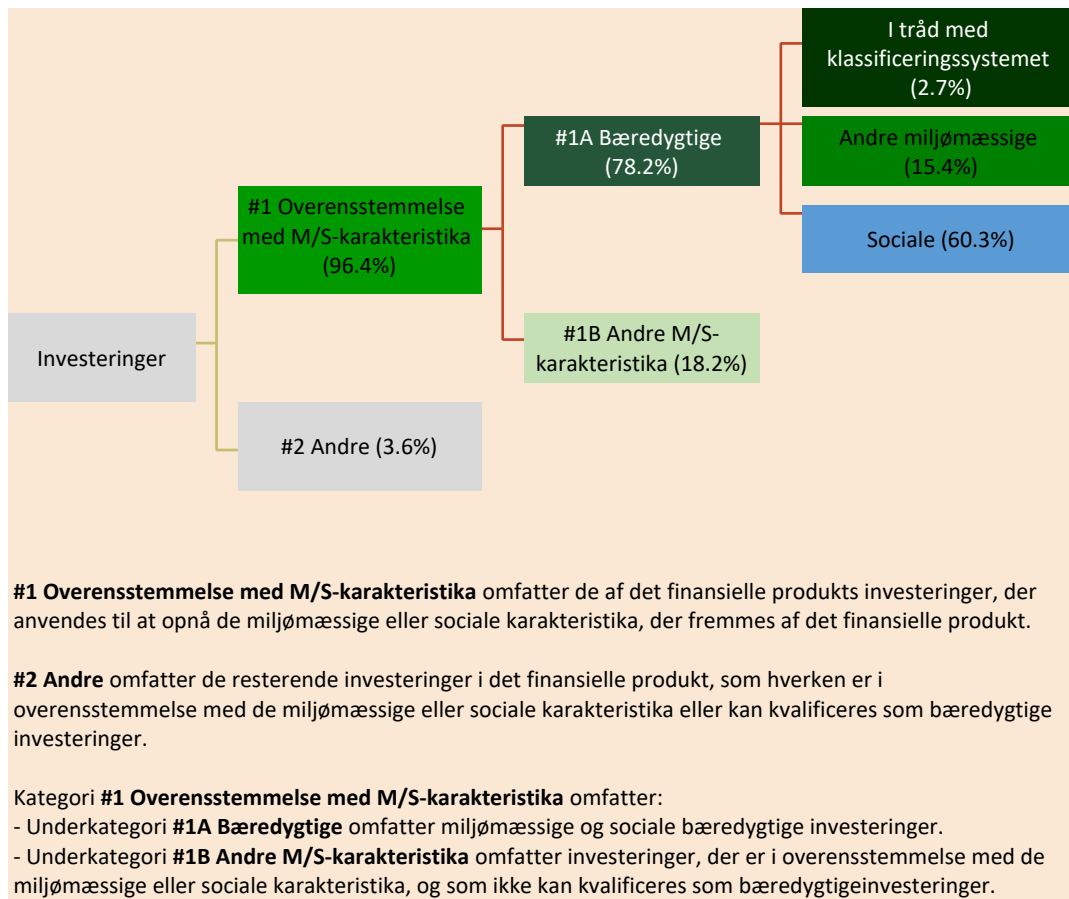 I tråd med
klassificeringssystemet
(2.7%)
#1A Bæredygtige
(78.2%)
Andre miljømæssige
(15.4%)
#1 Overensstemmelse
med M/S-karakteristika
(96.4%)
Sociale (60.3%)
Investeringer
#1B Andre M/S-
karakteristika (18.2%)
#2 Andre (3.6%)
#1 Overensstemmelse med M/S-karakteristika omfatter de af det finansielle produkts investeringer, der
anvendes til at opnå de miljømæssige eller sociale karakteristika, der fremmes af det finansielle produkt.
#2 Andre omfatter de resterende investeringer i det finansielle produkt, som hverken er i
overensstemmelse med de miljømæssige eller sociale karakteristika eller kan kvalificeres som bæredygtige
investeringer.
Kategori #1 Overensstemmelse med M/S-karakteristika omfatter:
- Underkategori #1A Bæredygtige omfatter miljømæssige og sociale bæredygtige investeringer.
- Underkategori #1B Andre M/S-karakteristika omfatter investeringer, der er i overensstemmelse med de
miljømæssige eller sociale karakteristika, og som ikke kan kvalificeres som bæredygtigeinvesteringer.